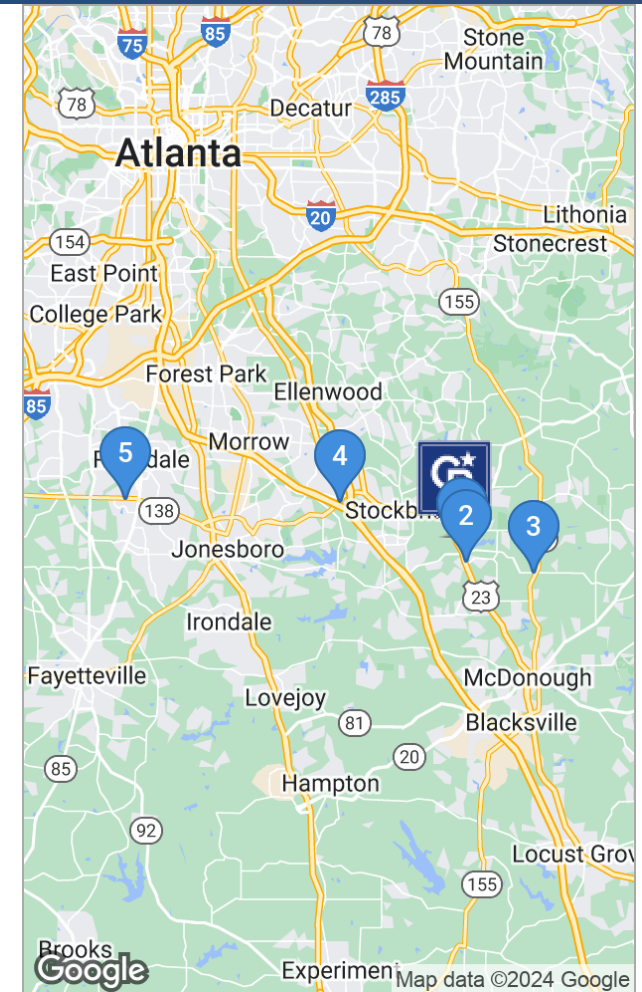 75
85
78
Stone
Mountain
78
Decatur
285
Atlanta
20
Lithonia
154
Stonecrest
East Point
155
College Park
Forest Park
Ellenwood
85
Morrow
5
4
138
2
3
Jonesboro
23
Irondale
Fayetteville
McDonough
Lovejoy
81
Blacksville
20
85
Hampton
92
Locust Grov
155
Brooks
Google
Experiment
Map data ©2024 Google